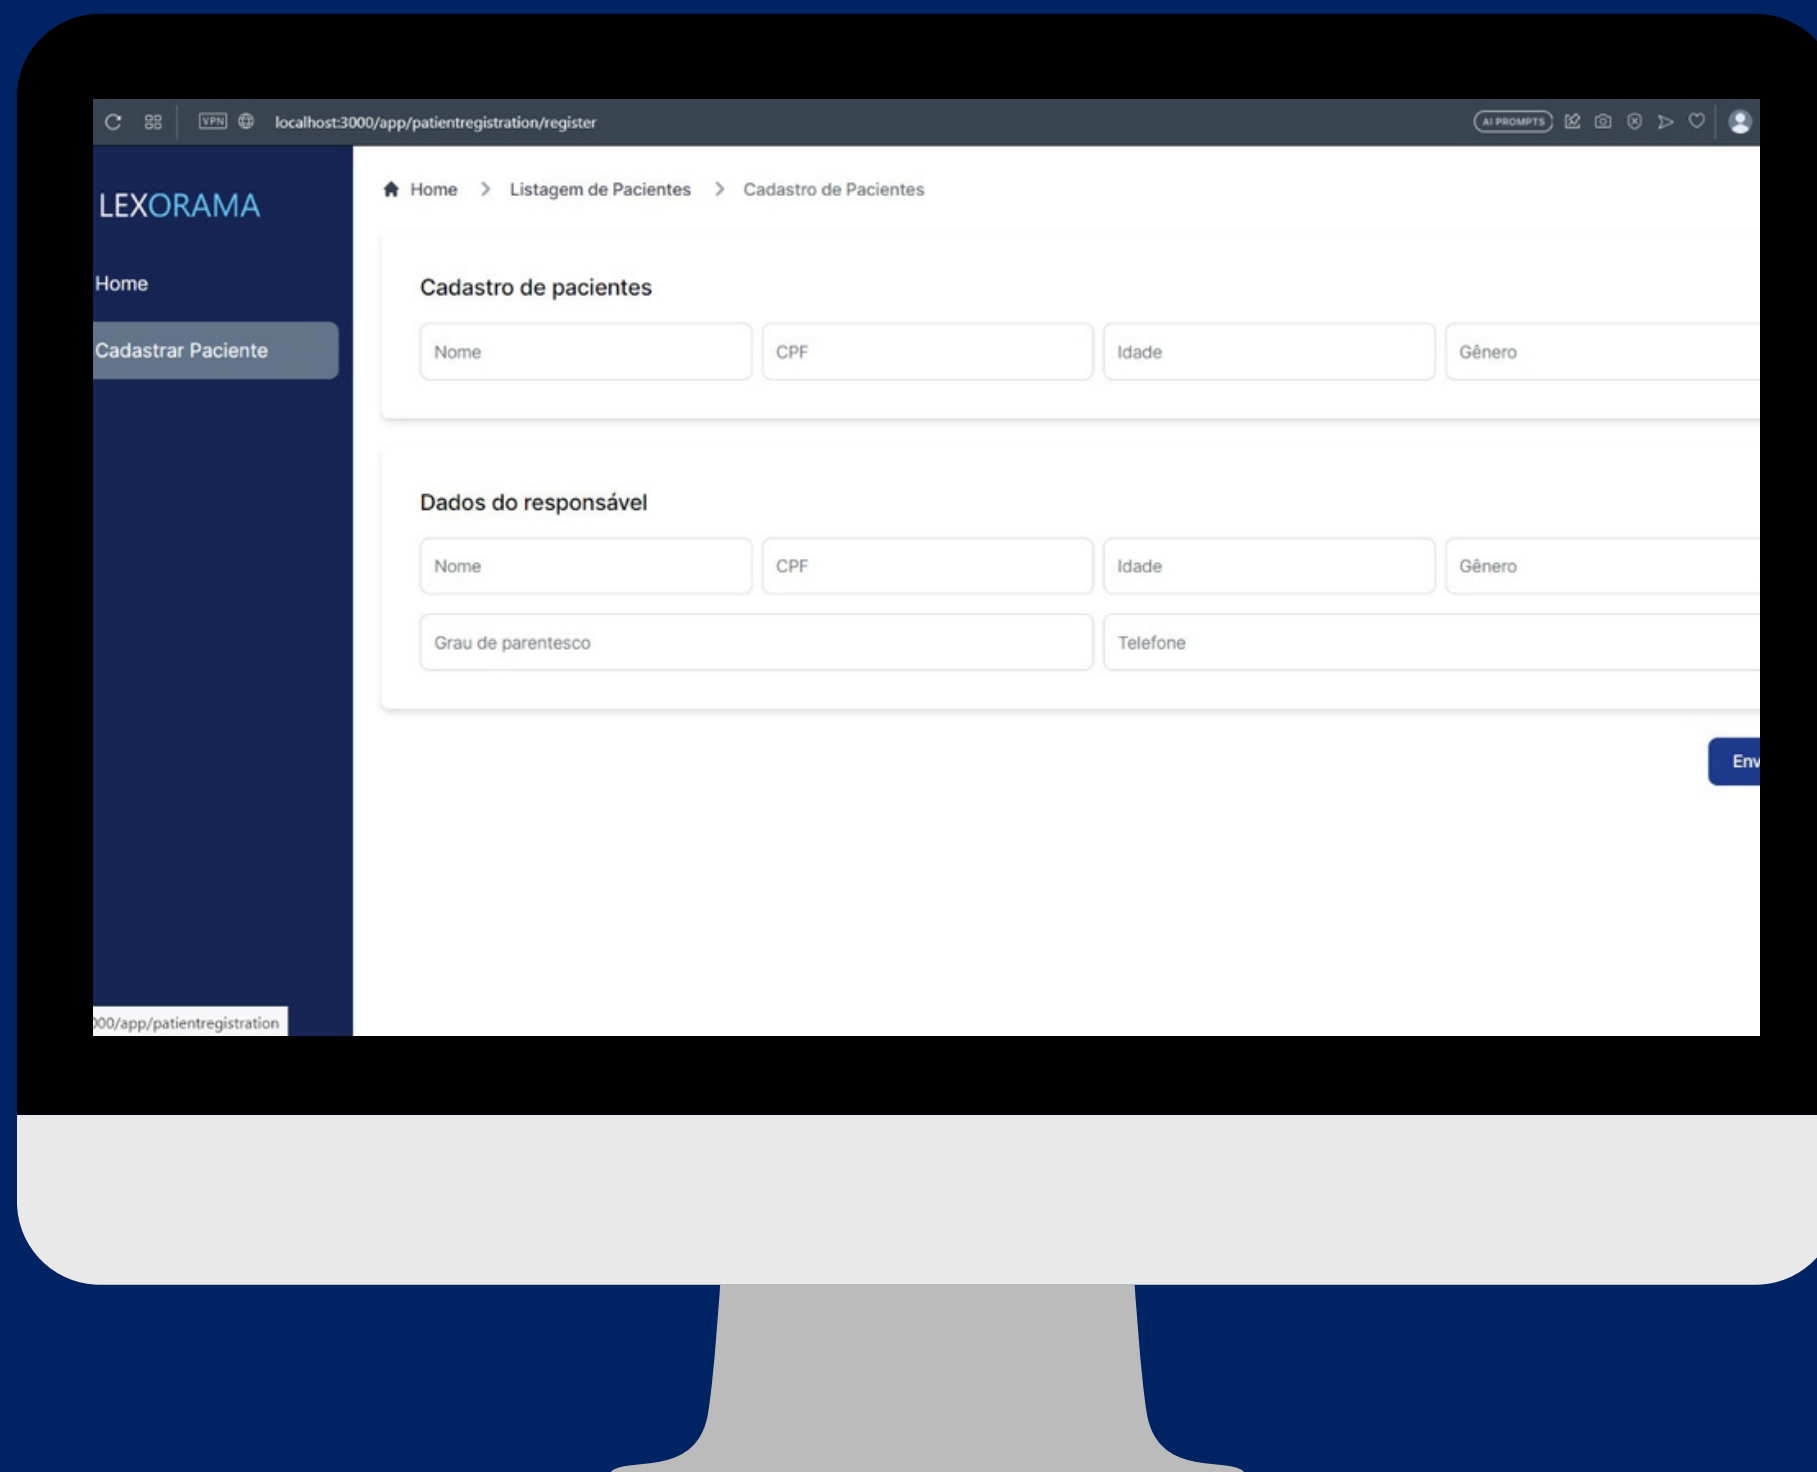 VPN localhost:3000/app/patientregistration/register AI PROMPTS
LEXORAMA
Home > Listagem de Pacientes > Cadastro de Pacientes
Home
Cadastrar Paciente
Cadastro de pacientes
Nome CPF Idade Gênero
Dados do responsável
Nome CPF Idade Gênero
Grau de parentesco Telefone
Env
000/app/patientregistration